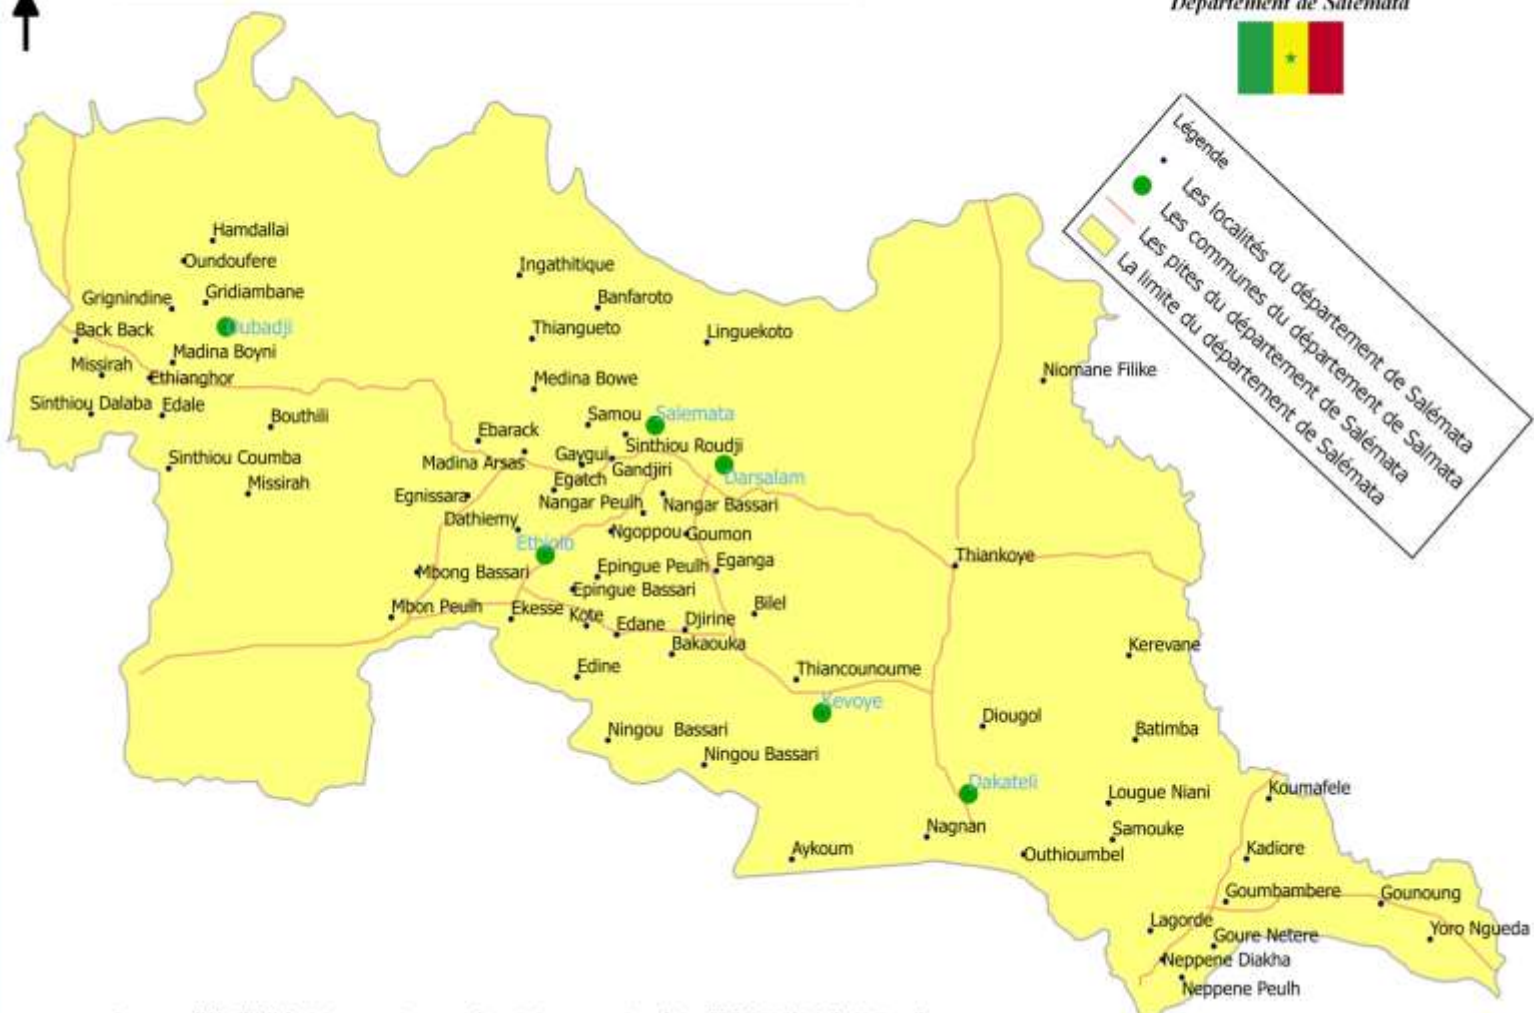 Département de Salémata
Légende
Les localités du département de Salémata
Les communes du département de Salmata
Les pites du département de Salémata
La limite du département de Salémata
Hamdallai
Oundoufere
Gridiambane
Grignindine
Oubadji
Back Back
Madina Boyni
Missirah
Ethianghor
Sinthiou Dalaba
Edale
Bouthili
Sinthiou Coumba
Missirah
Ingathitique
Banfaroto
Thiangueto
Linguekoto
Medina Bowe
Niomane Filike
Samou
Salemata
Ebarack
Sinthiou Roudji
Gaygui
Madina Arsas
Gandjiri
Darsalam
Egatch
Egnissara
Nangar Peulh
Nangar Bassari
Dathiemy
Ngoppou
Goumon
Ethiolo
Thiankoye
Eganga
Epingue Peulh
Mbong Bassari
Epingue Bassari
Bilel
Mbon Peulh
Ekesse
Kote
Edane
Djirine
Bakaouka
Kerevane
Edine
Thiancounoume
Kevoye
Diougol
Ningou Bassari
Batimba
Ningou Bassari
Dakateli
Koumafele
Lougue Niani
Nagnan
Samouke
Aykoum
Outhioumbel
Kadiore
Goumbambere
Gounoung
Lagorde
Yoro Ngueda
Goure Netere
Neppene Diakha
Neppene Peulh